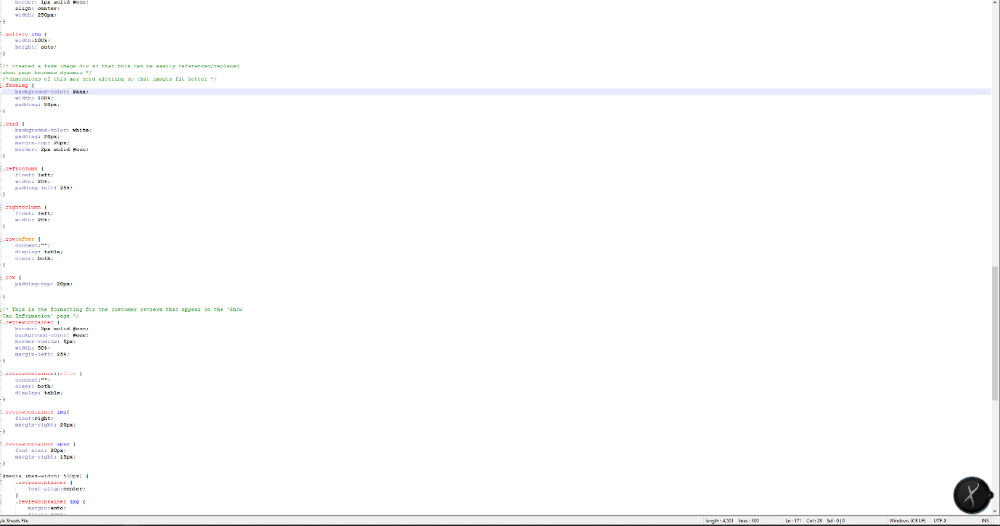 border: 1px solid #ccc;
align: center;
width: 250px;
}
.gallery img {
width:100%;
height: auto;
}
/* created a fake image div so that this can be easily referenced/replaced
when page becomes dynamic */
/*dimensions of this may need altering so that images fit better */
.fakeimg {
background-color: #aaa;
width: 100%;
padding: 20px;
}
.card {
background-color: white;
padding: 20px;
margin-top: 20px;
border: 2px solid #ccc;
}
.leftcolumn {
float: left;
width: 25%;
padding-left: 25%;
}
.rightcolumn {
float: left;
width: 25%;
}
.row:after {
content:"";
display: table;
clear: both;
}
.row {
padding-top: 20px;
}
/* This is the formatting for the customer reviews that appear on the 'Show
Car Information' page */
.reviewcontainer {
border: 2px solid #ccc;
background-color: #eee;
border-radius: 5px;
width: 50%;
margin-left: 25%;
}
.reviewcontainer::after {
content:"";
clear: both;
display: table;
}
.reviewcontainer img{
float:right;
margin-right: 20px;
}
.reviewcontainer span {
font-size: 20px;
margin-right: 15px;
}
@media (max-width: 500px) {
.reviewcontainer {
text-align:center;
}
.reviewcontainer img {
margin:auto;
yle Sheets File length : 4,501 lines : 300 Ln : 171 Col : 28 Sel : 0 | 0 Windows (CR LF) UTF-8 INS